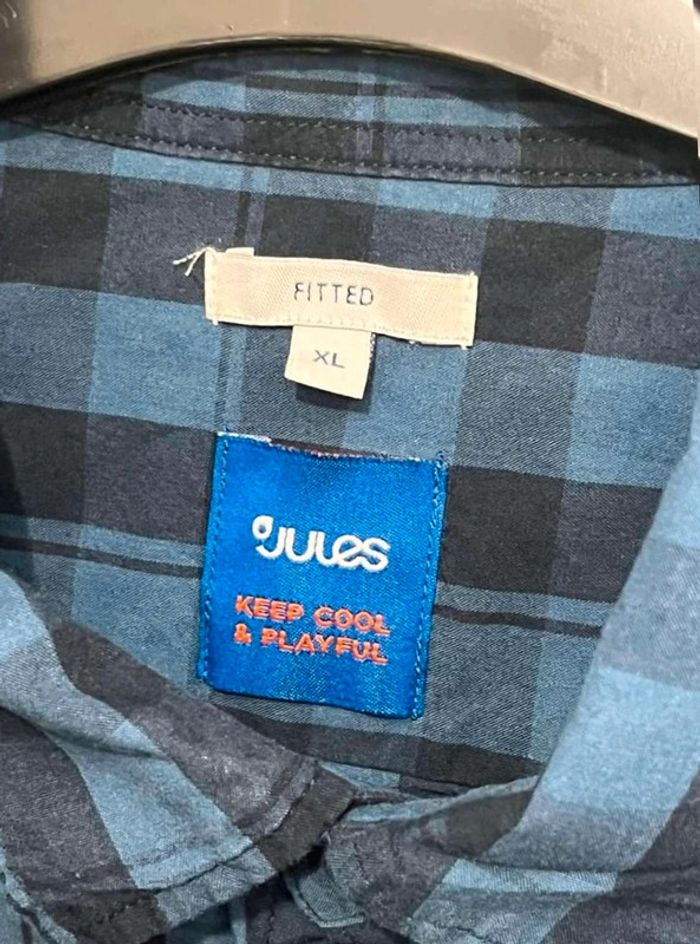 FITTED
XL
JULES
KEEP COOL
& PLAYFUL